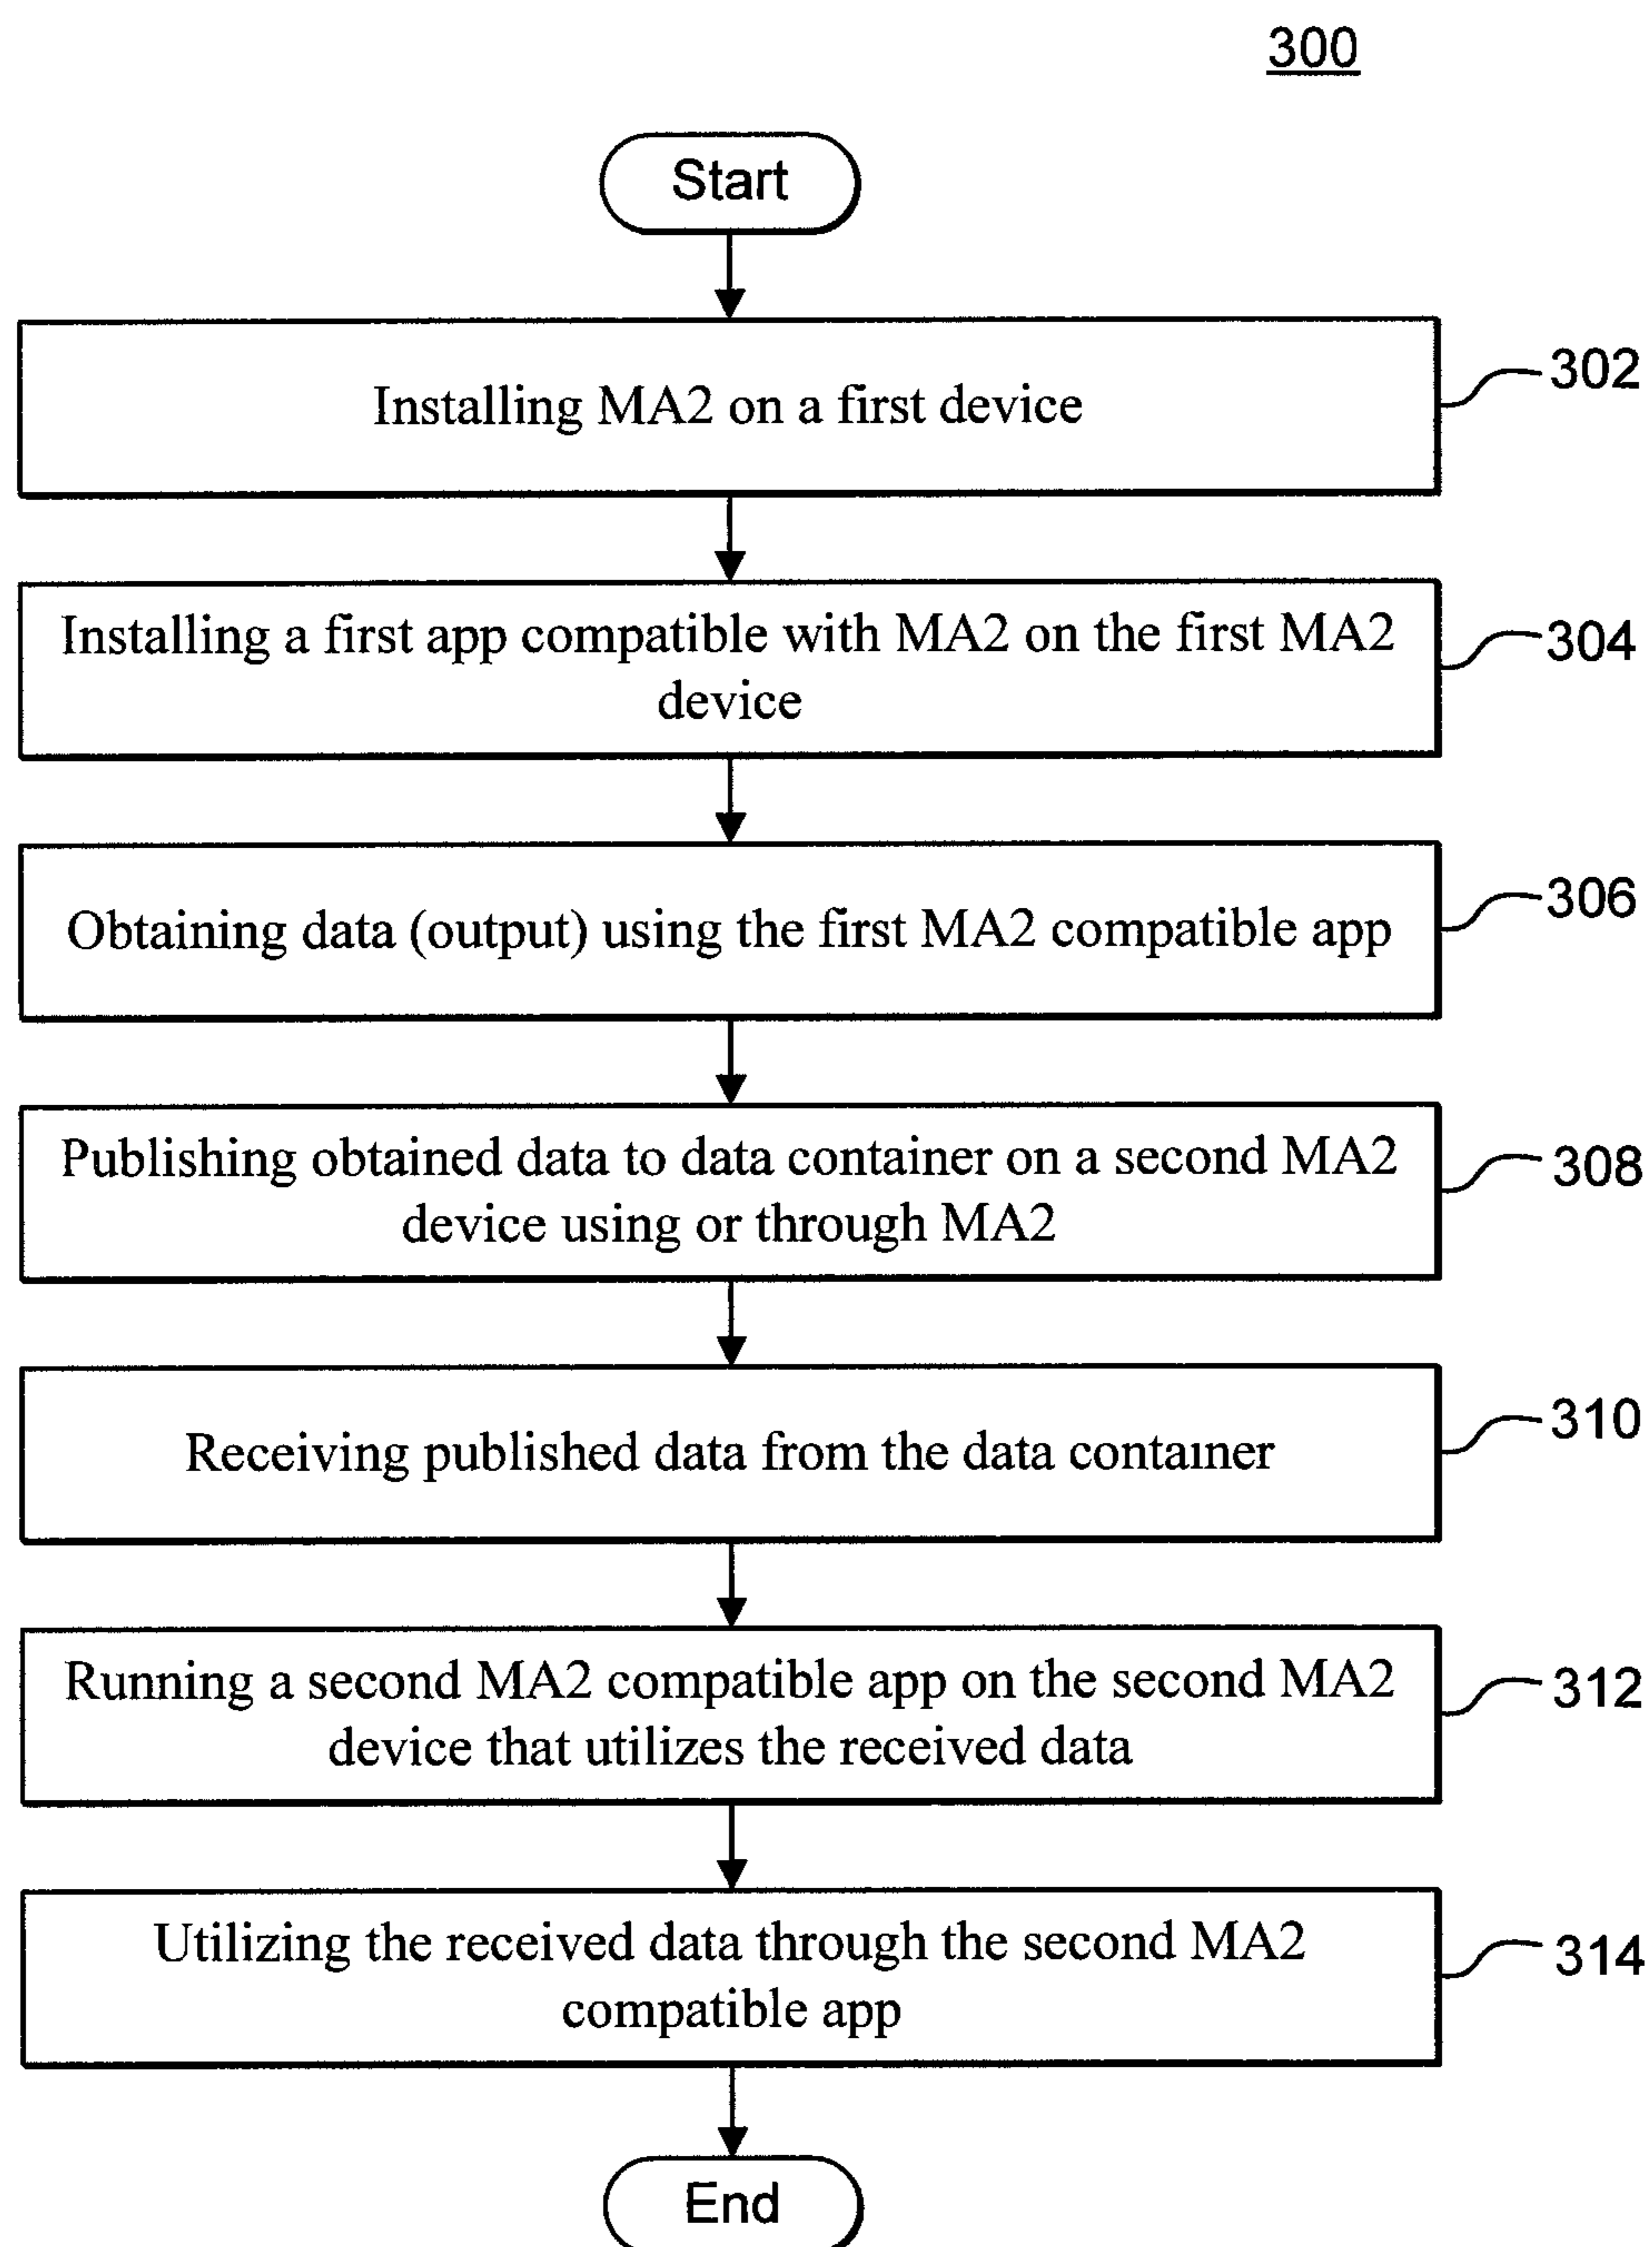 300
Start
Installing MA2 on a first device
302
Installing a first app compatible with MA2 on the first MA2
device
304
Obtaining data (output) using the first MA2 compatible app
306
Publishing obtained data to data container on a second MA2
device using or through MA2
308
Receiving published data from the data container
310
Running a second MA2 compatible app on the second MA2
device that utilizes the received data
312
Utilizing the received data through the second MA2
compatible app
314
End